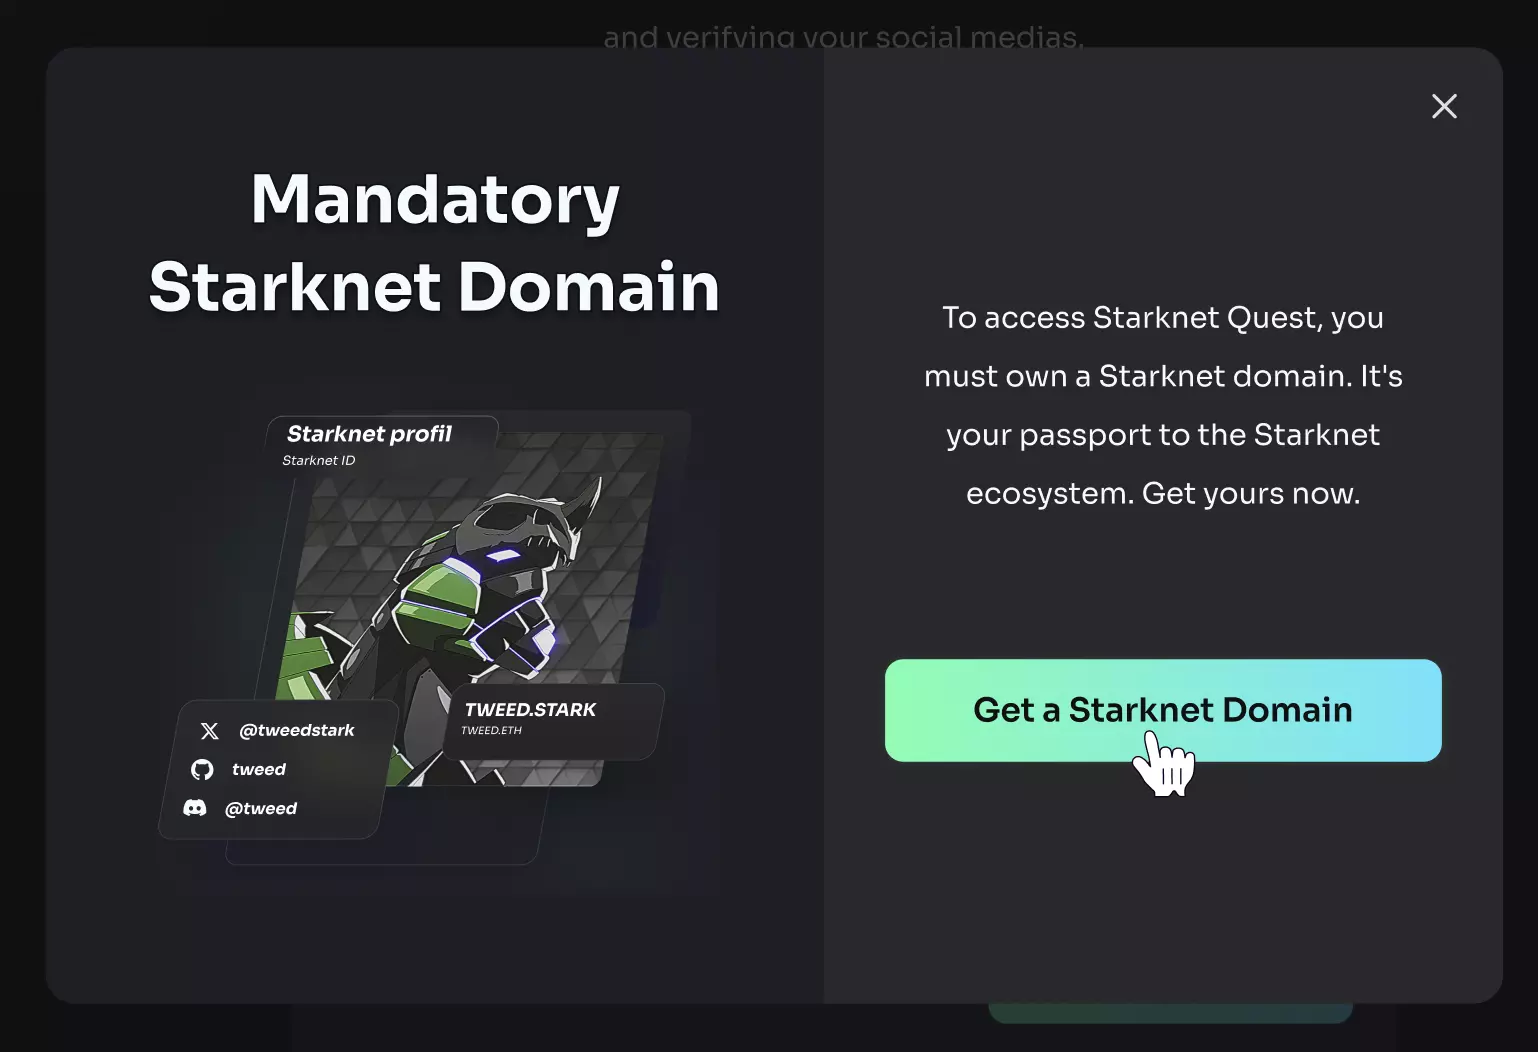 and verifying your social medias.
Mandatory
Starknet Domain
Starknet profil
Starknet ID
TWEED.STARK
TWEED.ETH
@tweedstark
tweed
@tweed
To access Starknet Quest, you
must own a Starknet domain. It's
your passport to the Starknet
ecosystem. Get yours now.
Get a Starknet Domain